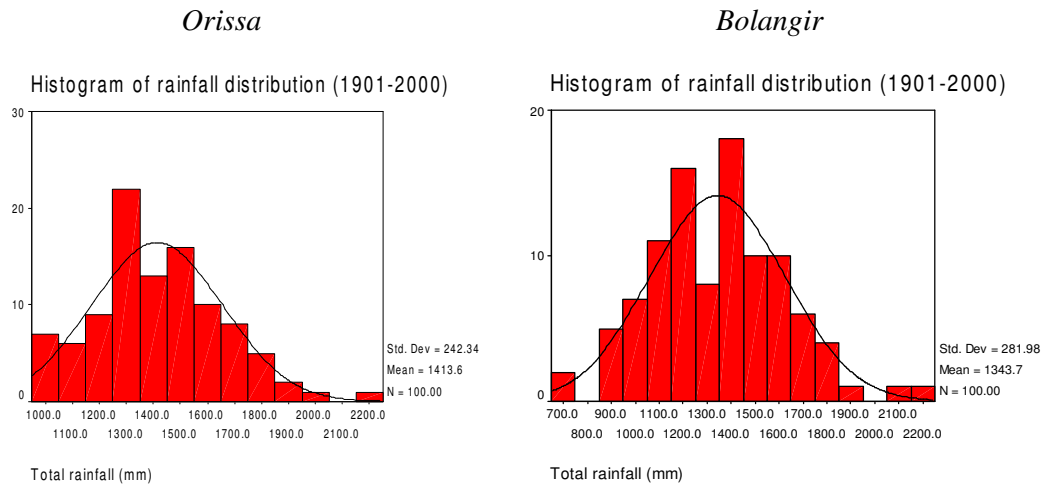 Orissa
Histogram of rainfall distribution (1901-2000)
30
20
10
0
1000.0 1200.0 1400.0 1600.0 1800.0 2000.0 2200.0
1100.0 1300.0 1500.0 1700.0 1900.0 2100.0
Total rainfall (mm)
Std. Dev = 242.34
Mean = 1413.6
N = 100.00
Bolangir
Histogram of rainfall distribution (1901-2000)
20
10
0
700.0 900.0 1100.0 1300.0 1500.0 1700.0 1900.0 2100.0
800.0 1000.0 1200.0 1400.0 1600.0 1800.0 2000.0 2200.0
Total rainfall (mm)
Std. Dev = 281.98
Mean = 1343.7
N = 100.00